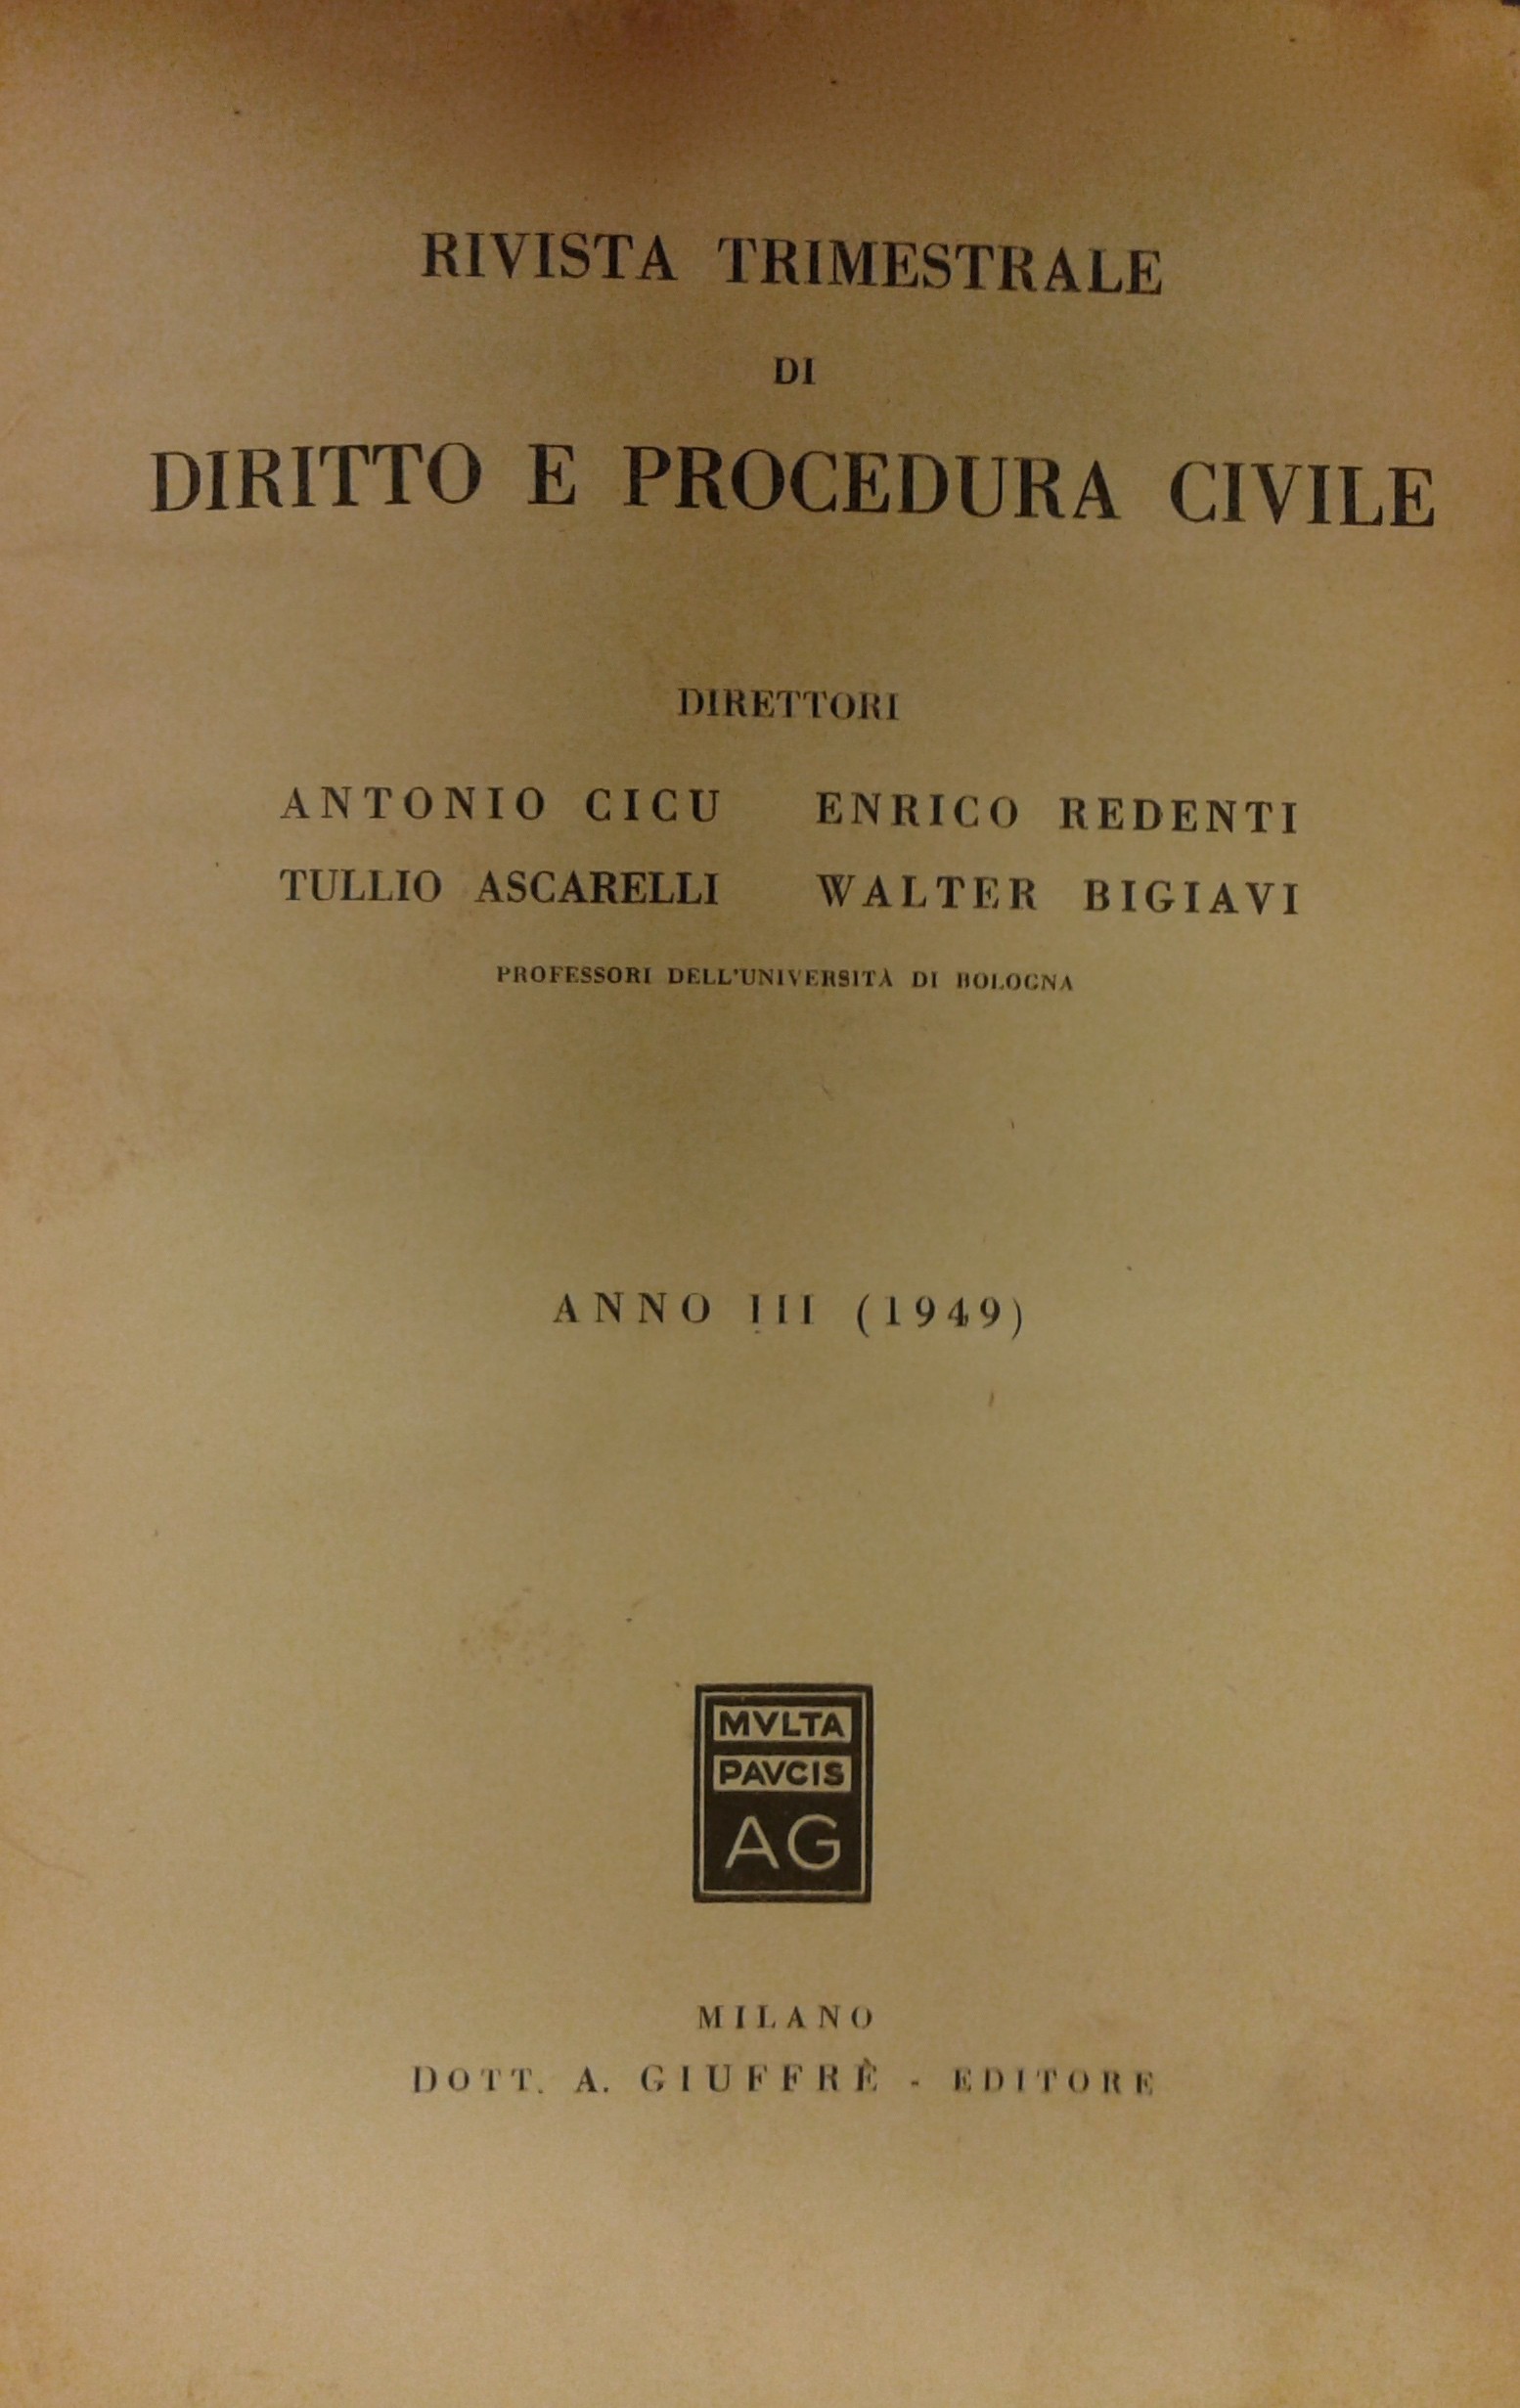 RIVISTA TRIMESTRALE
DI
DIRITTO E PROCEDURA CIVILE
DIRETTORI
ANTONIO CICU ENRICO REDENTI
TULLIO ASCARELLI WALTER BIGIAVI
PROFESSORI DELL'UNIVERSITÀ DI BOLOGNA
ANNO III (1949)
MVLTA
PAVCIS
AG
MILANO
DOTT. A. GIUFFRÈ - EDITORE